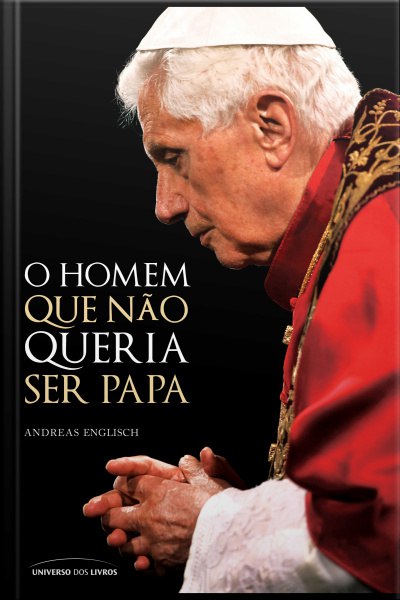 O HOMEM
QUE NÃO
QUERIA
SER PAPA
ANDREAS ENGLISCH
UNIVERSO DOS LIVROS